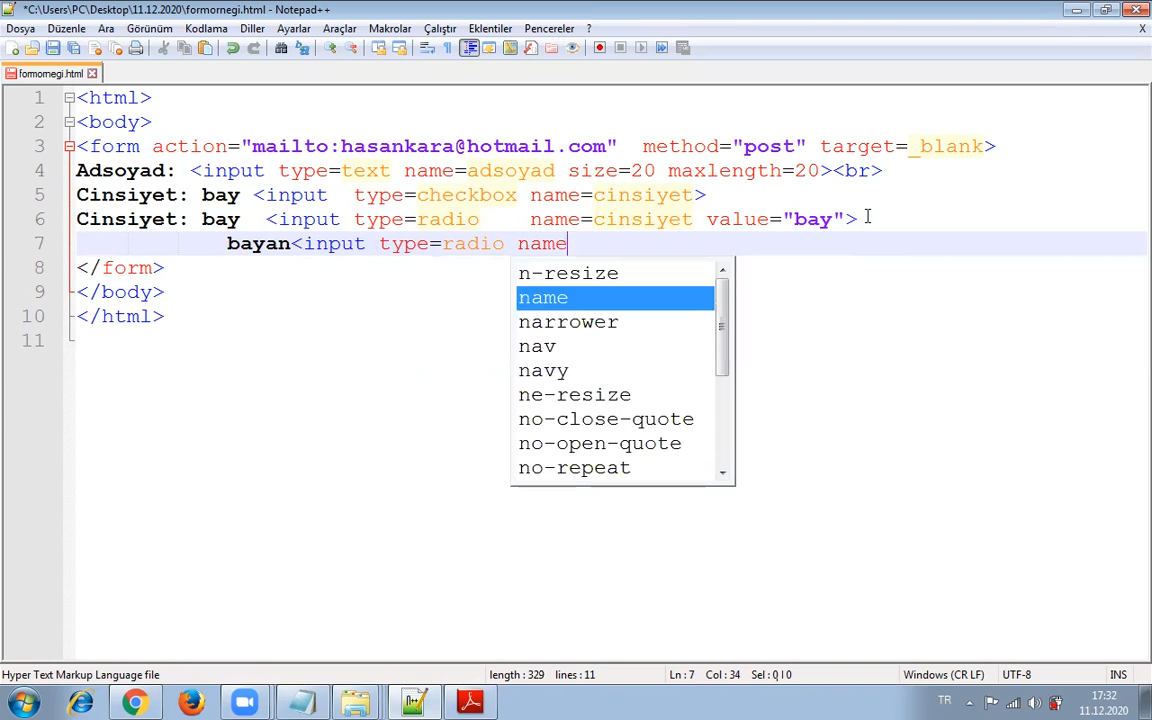 *C:\Users\PC\Desktop\11.12.2020\formornegi.html - Notepad++
Dosya Düzenle Ara Görünüm Kodlama Diller Ayarlar Araçlar Makrolar Çalıştır Eklentiler Pencereler ? X
formornegi.html
1 <html>
2 <body>
3 <form action="mailto:hasankara@hotmail.com" method="post" target=_blank>
4 Adsoyad: <input type=text name=adsoyad size=20 maxlength=20><br>
5 Cinsiyet: bay <input type=checkbox name=cinsiyet>
6 Cinsiyet: bay <input type=radio name=cinsiyet value="bay">
7 bayan<input type=radio name
8 </form>
9 </body>
10 </html>
11
n-resize
name
narrower
nav
navy
ne-resize
no-close-quote
no-open-quote
no-repeat
Hyper Text Markup Language file length : 329 lines : 11 Ln : 7 Col : 34 Sel : 0 | 0 Windows (CR LF) UTF-8 INS
TR 17:32
11.12.2020